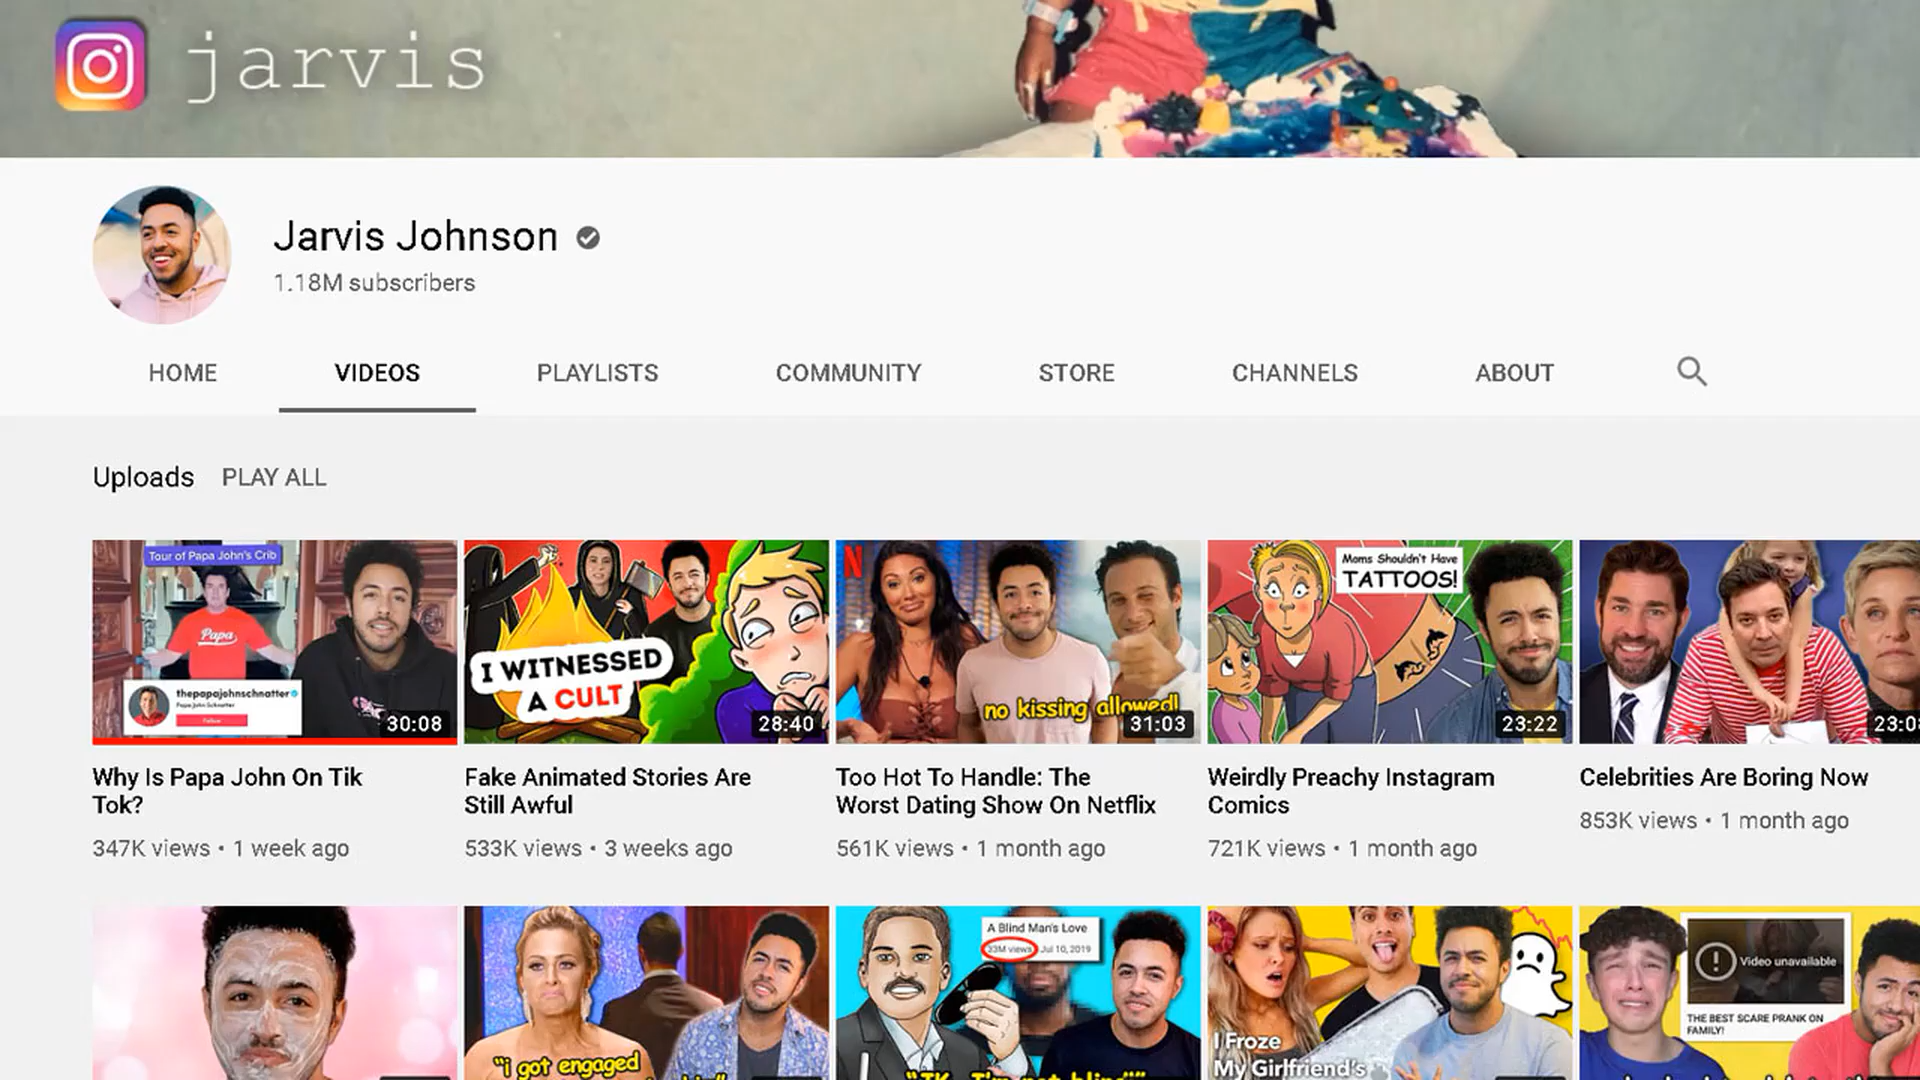 jarvis
Jarvis Johnson
1.18M subscribers
HOME
VIDEOS
PLAYLISTS
COMMUNITY
STORE
CHANNELS
ABOUT
Uploads
PLAY ALL
Tour of Papa John's Crib
Papa
thepapajohnschnatter
Papa John Schnatter
Follow
30:08
I WITNESSED
A CULT
28:40
N
no kissing allowed!
31:03
Moms Shouldn't Have
TATTOOS!
23:22
Why Is Papa John On Tik
Tok?
347K views • 1 week ago
Fake Animated Stories Are
Still Awful
533K views • 3 weeks ago
Too Hot To Handle: The
Worst Dating Show On Netflix
561K views • 1 month ago
Weirdly Preachy Instagram
Comics
721K views • 1 month ago
Celebrities Are Boring Now
853K views • 1 month ago
"i got engaged
A Blind Man's Love
33M views Jul 10, 2019
I Froze
My Girlfriend's
Video unavailable
THE BEST SCARE PRANK ON
FAMILY!